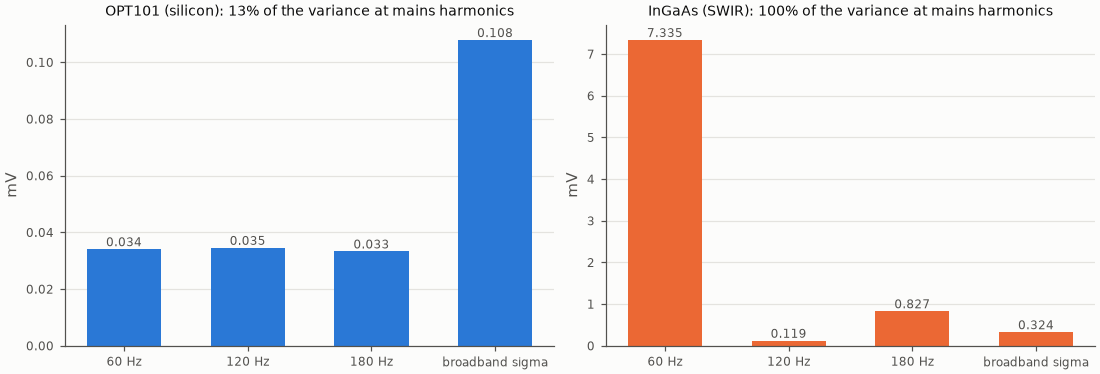 OPT101 (silicon): 13% of the variance at mains harmonics
mV
0.10
0.08
0.06
0.04
0.02
0.00
0.034
0.035
0.033
0.108
60 Hz
120 Hz
180 Hz
broadband sigma
InGaAs (SWIR): 100% of the variance at mains harmonics
mV
7
6
5
4
3
2
1
0
7.335
0.119
0.827
0.324
60 Hz
120 Hz
180 Hz
broadband sigma